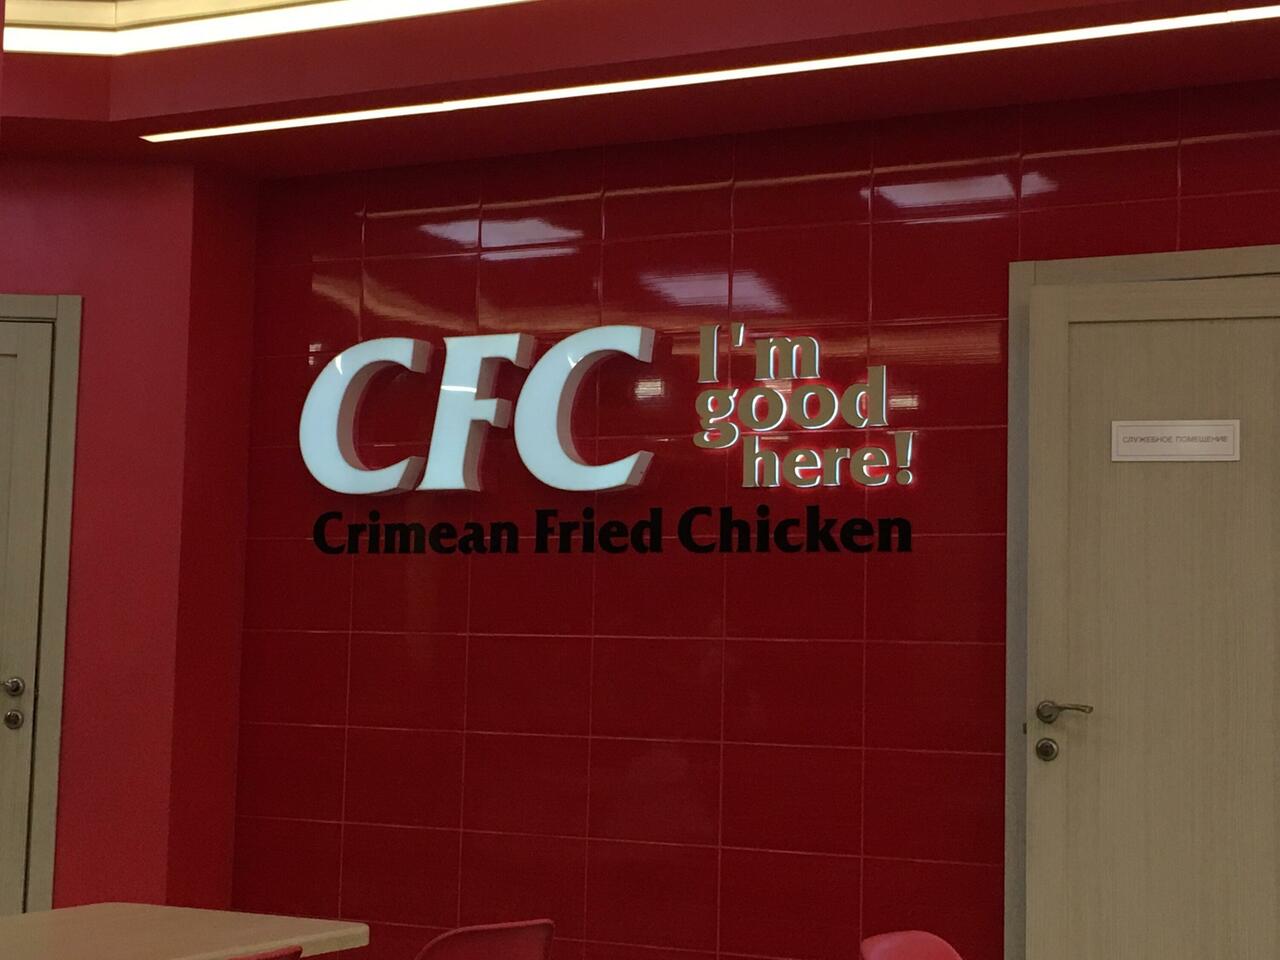 CFC
I'm
good
here!
Crimean Fried Chicken
СЛУЖЕБНОЕ ПОМЕЩЕНИЕ